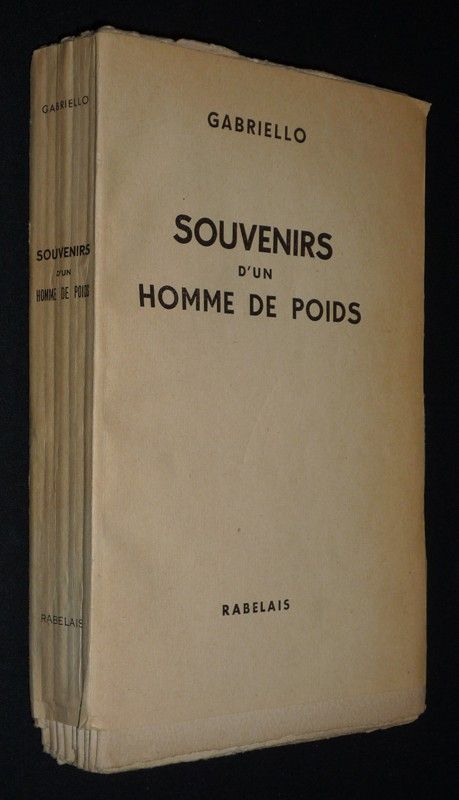 GABRIELLO
SOUVENIRS
D'UN
HOMME DE POIDS
RABELAIS
GABRIELLO
SOUVENIRS
D'UN
HOMME DE POIDS
RABELAIS